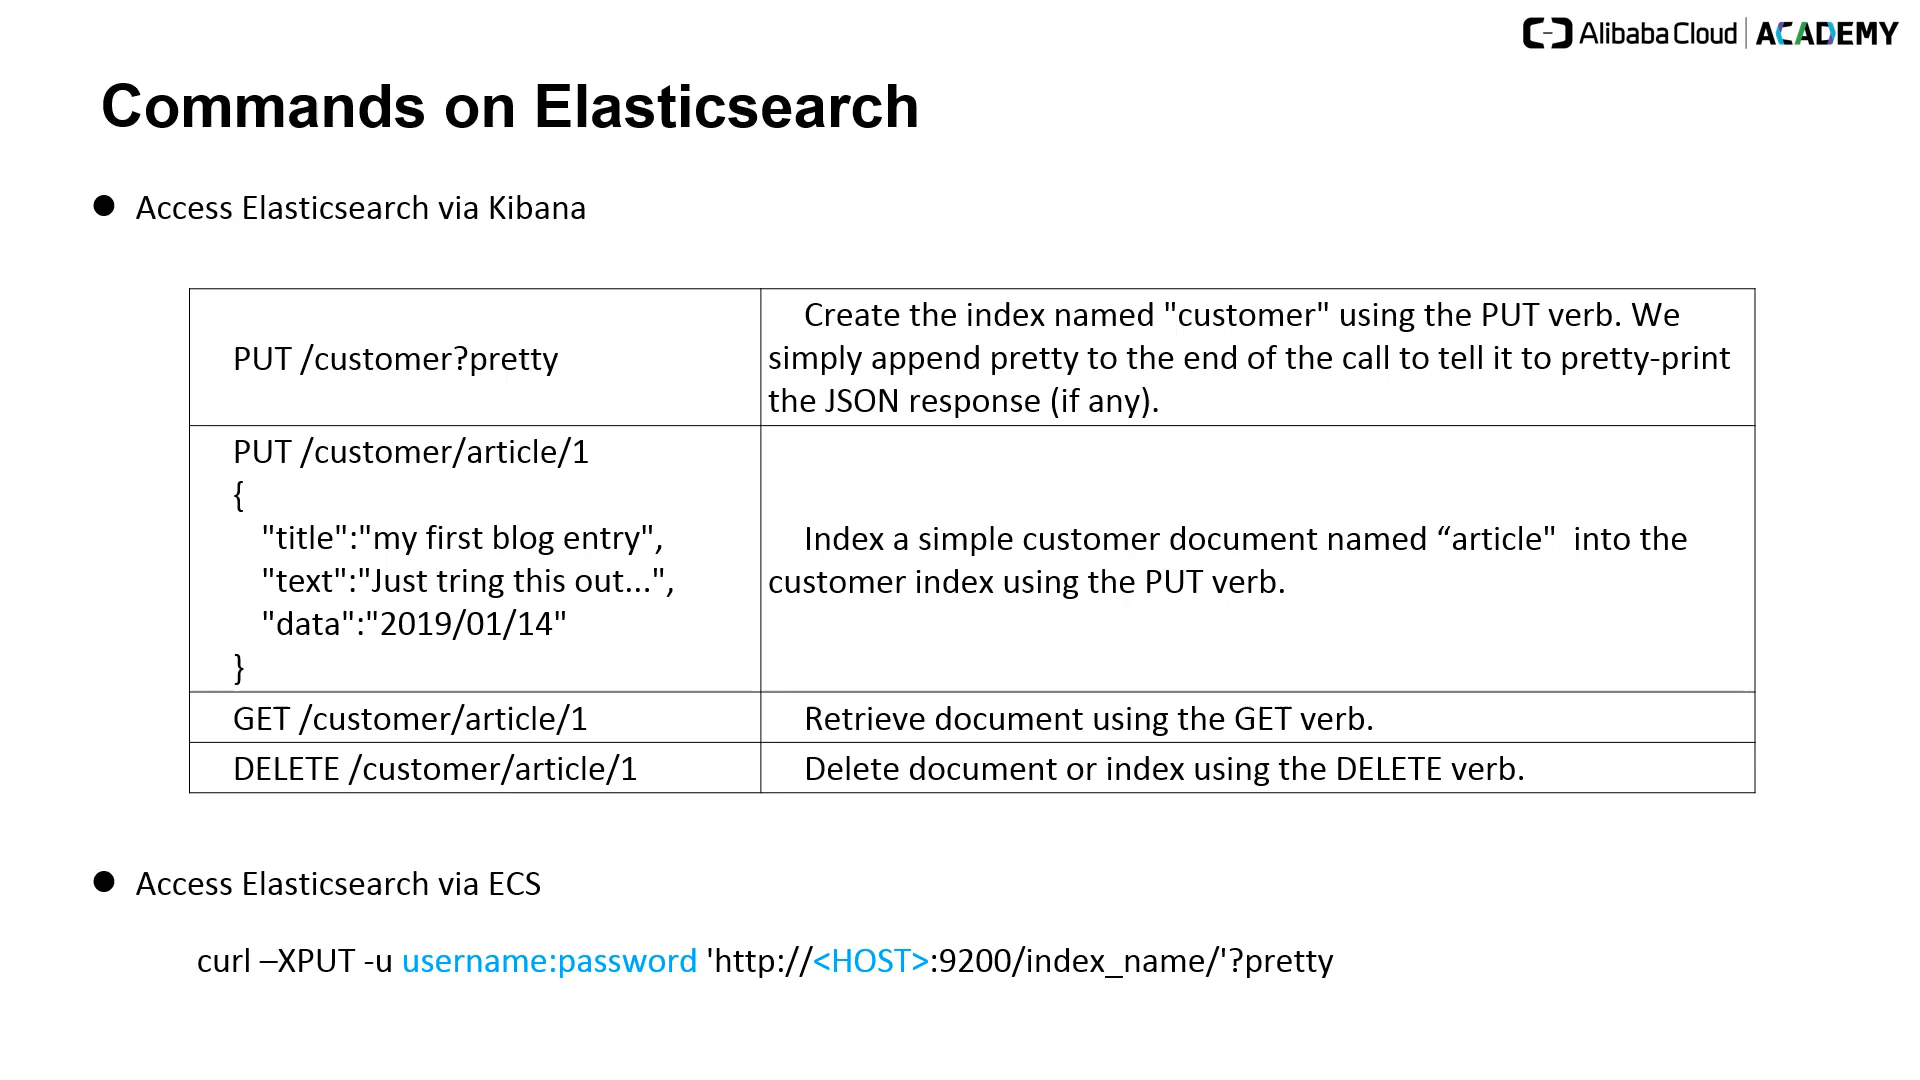 Alibaba Cloud | ACADEMY
Commands on Elasticsearch
● Access Elasticsearch via Kibana
PUT /customer?pretty
Create the index named "customer" using the PUT verb. We
simply append pretty to the end of the call to tell it to pretty-print
the JSON response (if any).
PUT /customer/article/1
{
"title":"my first blog entry",
"text":"Just tring this out...",
"data":"2019/01/14"
}
Index a simple customer document named “article"  into the
customer index using the PUT verb.
GET /customer/article/1
Retrieve document using the GET verb.
DELETE /customer/article/1
Delete document or index using the DELETE verb.
● Access Elasticsearch via ECS
curl –XPUT -u username:password 'http://<HOST>:9200/index_name/'?pretty